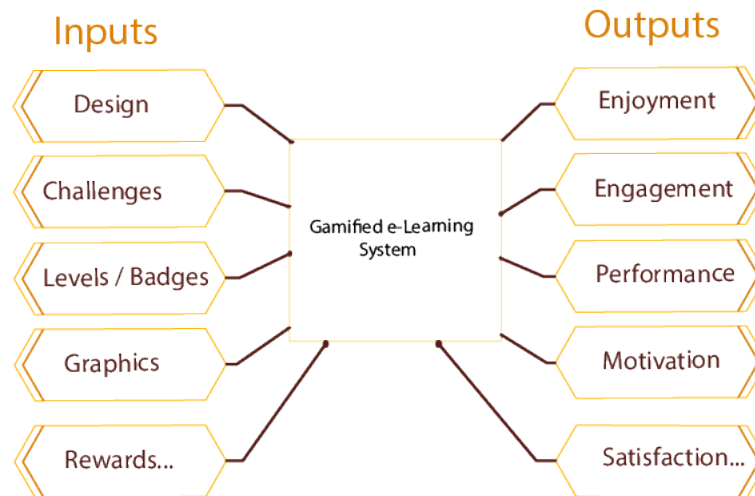 Inputs
Design
Challenges
Levels / Badges
Graphics
Rewards...
Gamified e-Learning
System
Outputs
Enjoyment
Engagement
Performance
Motivation
Satisfaction...